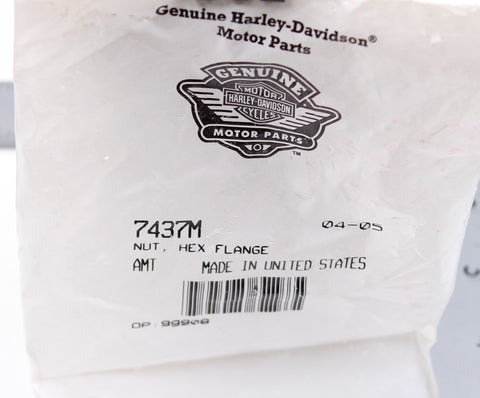 Genuine Harley-Davidson®
Motor Parts
GENUINE
MOTOR
HARLEY-DAVIDSON
CYCLES
MOTOR PARTS
™
7437M 04-05
NUT, HEX FLANGE
AMT MADE IN UNITED STATES
OP:99908